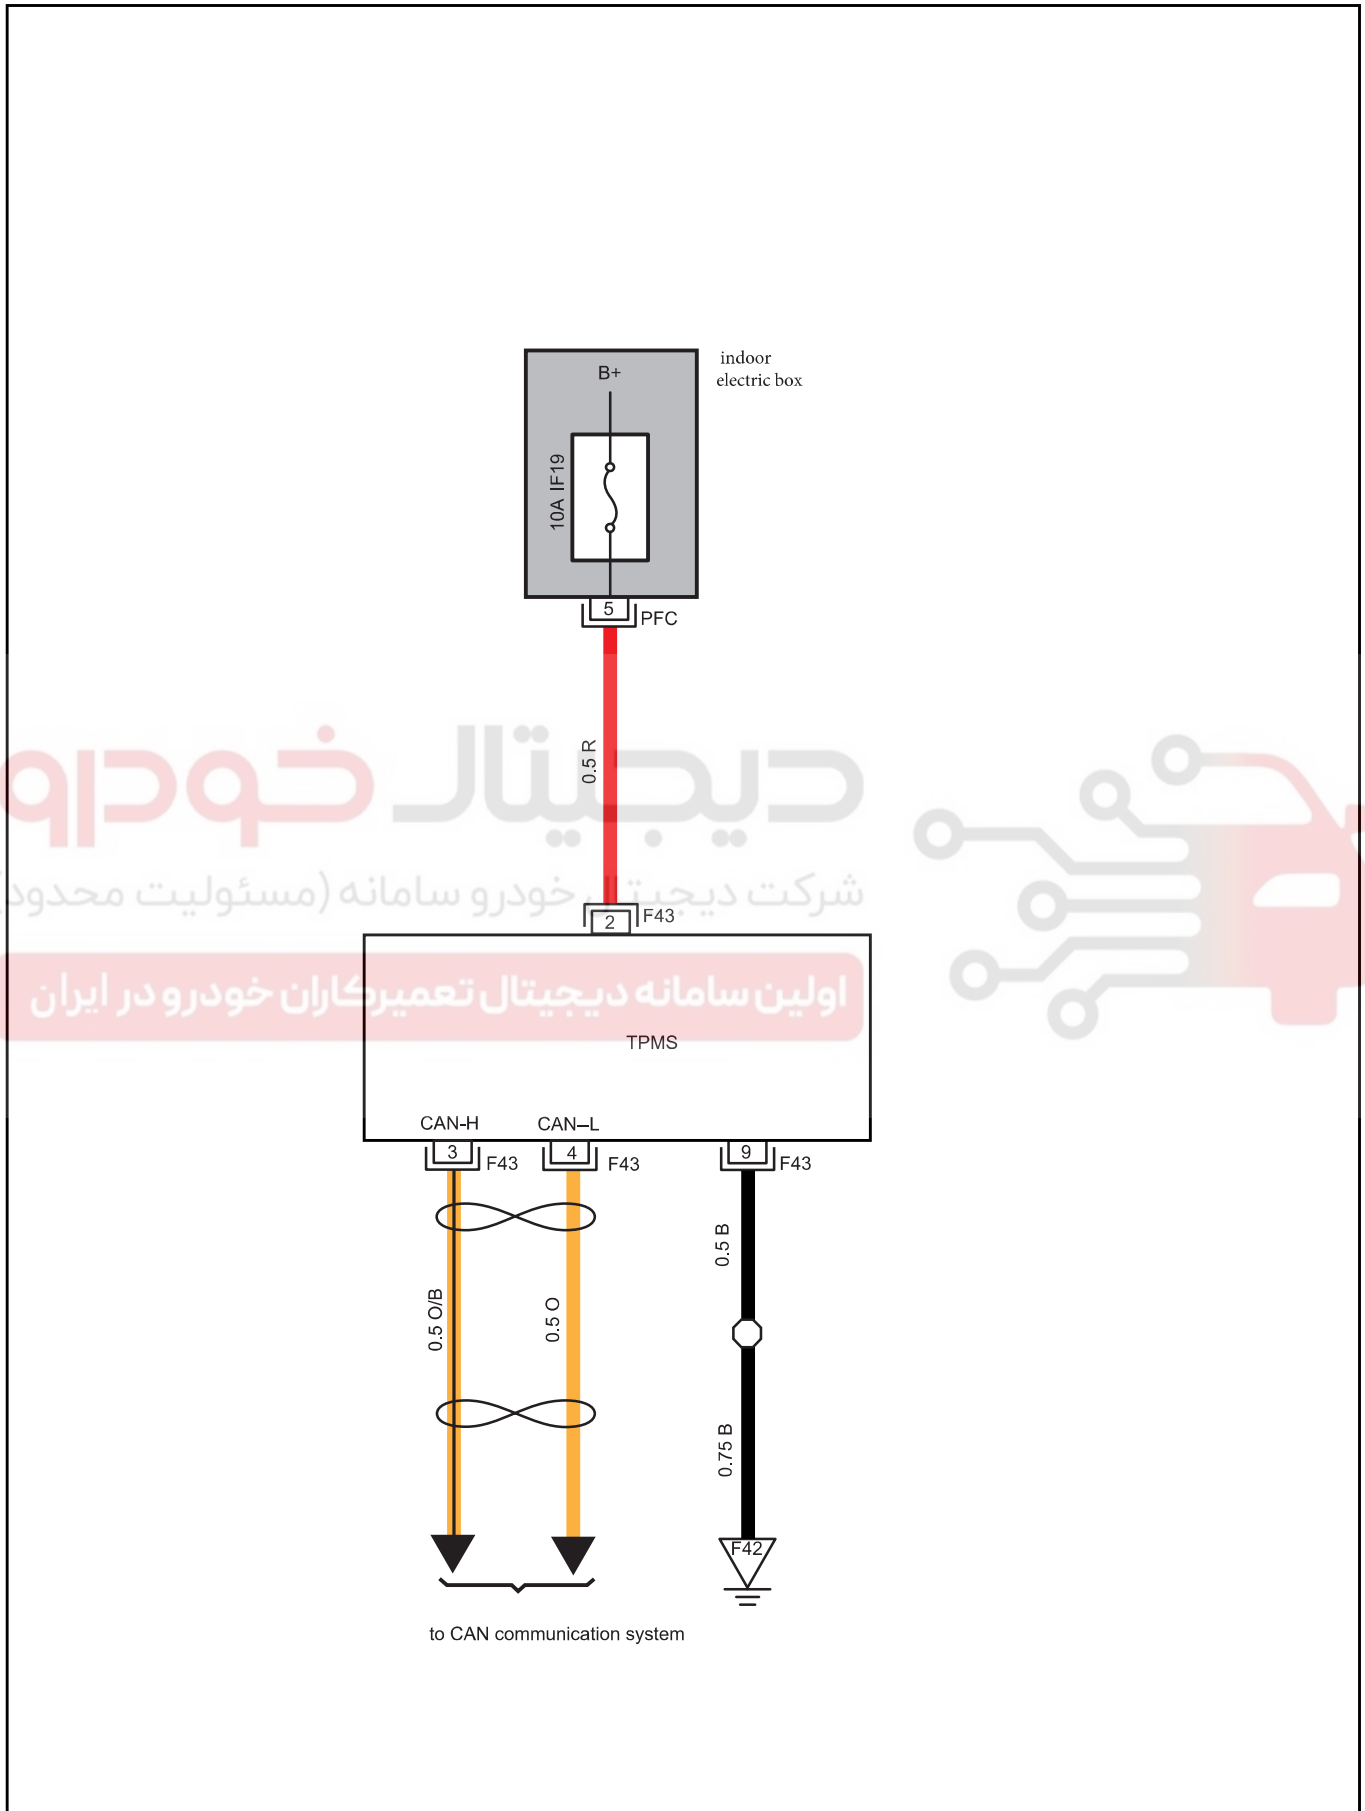 indoor
electric box
B+
10A IF19
5
PFC
0.5 R
دیجیتال خودرو
شرکت دیجیتال خودرو سامانه (مسئولیت محدود)
2
F43
اولین سامانه دیجیتال تعمیرکاران خودرو در ایران
TPMS
CAN-H
CAN–L
3
F43
4
F43
9
F43
0.5 O/B
0.5 O
0.5 B
0.75 B
F42
to CAN communication system